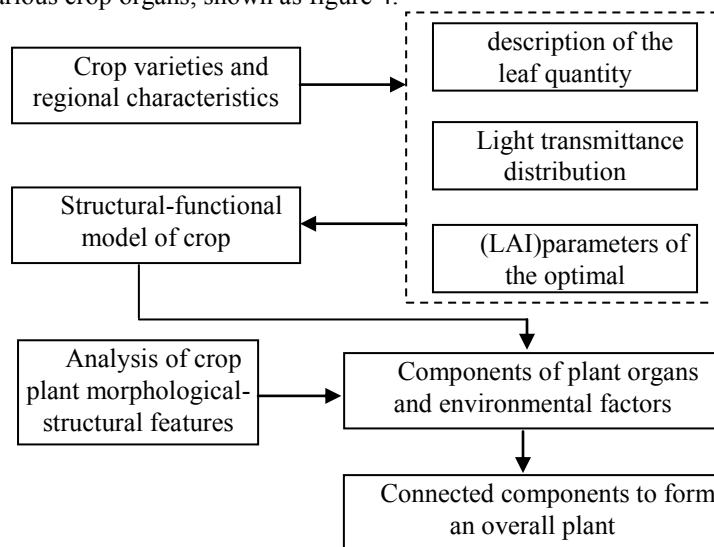 arious crop organs, shown as figure 4.
Crop varieties and
regional characteristics
description of the
leaf quantity
Light transmittance
distribution
Structural-functional
model of crop
(LAI)parameters of
the optimal
Analysis of crop
plant morphological-
structural features
Components of plant organs
and environmental factors
Connected components to form
an overall plant